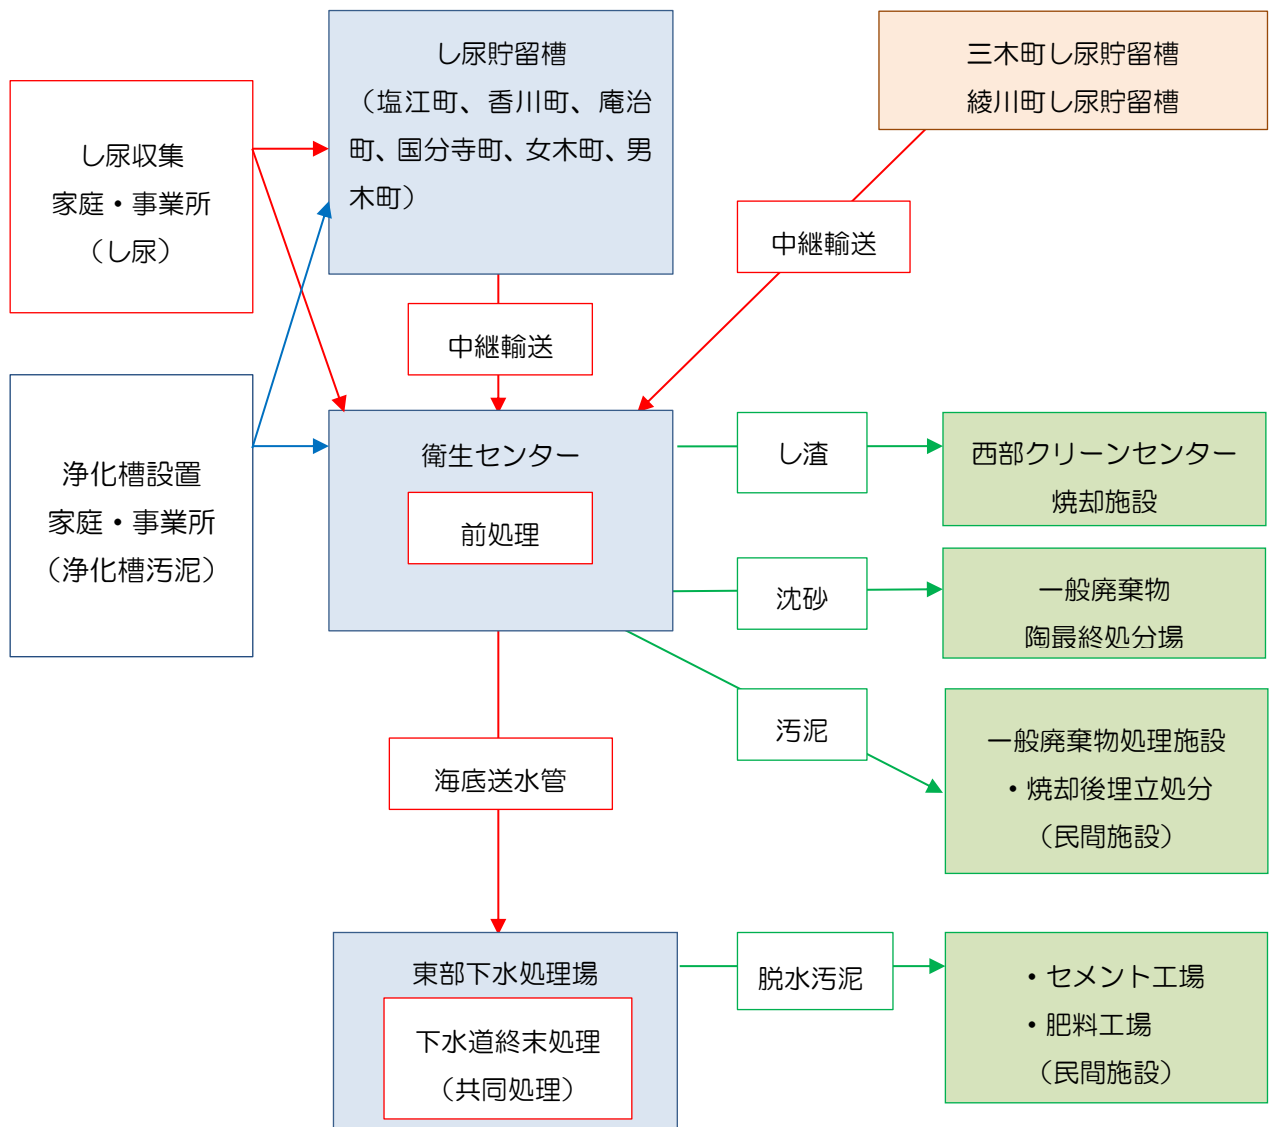 し尿収集
家庭・事業所
（し尿）
浄化槽設置
家庭・事業所
（浄化槽汚泥）
し尿貯留槽
（塩江町、香川町、庵治
町、国分寺町、女木町、男
木町）
三木町し尿貯留槽
綾川町し尿貯留槽
中継輸送
中継輸送
衛生センター
前処理
し渣
西部クリーンセンター
焼却施設
沈砂
一般廃棄物
陶最終処分場
汚泥
一般廃棄物処理施設
・焼却後埋立処分
（民間施設）
海底送水管
東部下水処理場
下水道終末処理
（共同処理）
脱水汚泥
・セメント工場
・肥料工場
（民間施設）